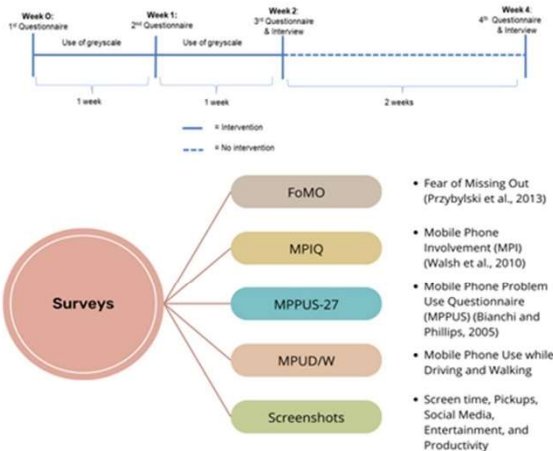 Week 0:
1st Questionnaire
Week 1:
2nd Questionnaire
Week 2:
3rd Questionnaire
& Interview
Week 4:
4th Questionnaire
& Interview
Use of greyscale
Use of greyscale
1 week
1 week
2 weeks
= Intervention
= No intervention
Surveys
FoMO
• Fear of Missing Out
(Przybylski et al., 2013)
MPIQ
• Mobile Phone
Involvement (MPI)
(Walsh et al., 2010)
MPPUS-27
• Mobile Phone Problem
Use Questionnaire
(MPPUS) (Bianchi and
Phillips, 2005)
MPUD/W
• Mobile Phone Use while
Driving and Walking
Screenshots
• Screen time, Pickups,
Social Media,
Entertainment, and
Productivity